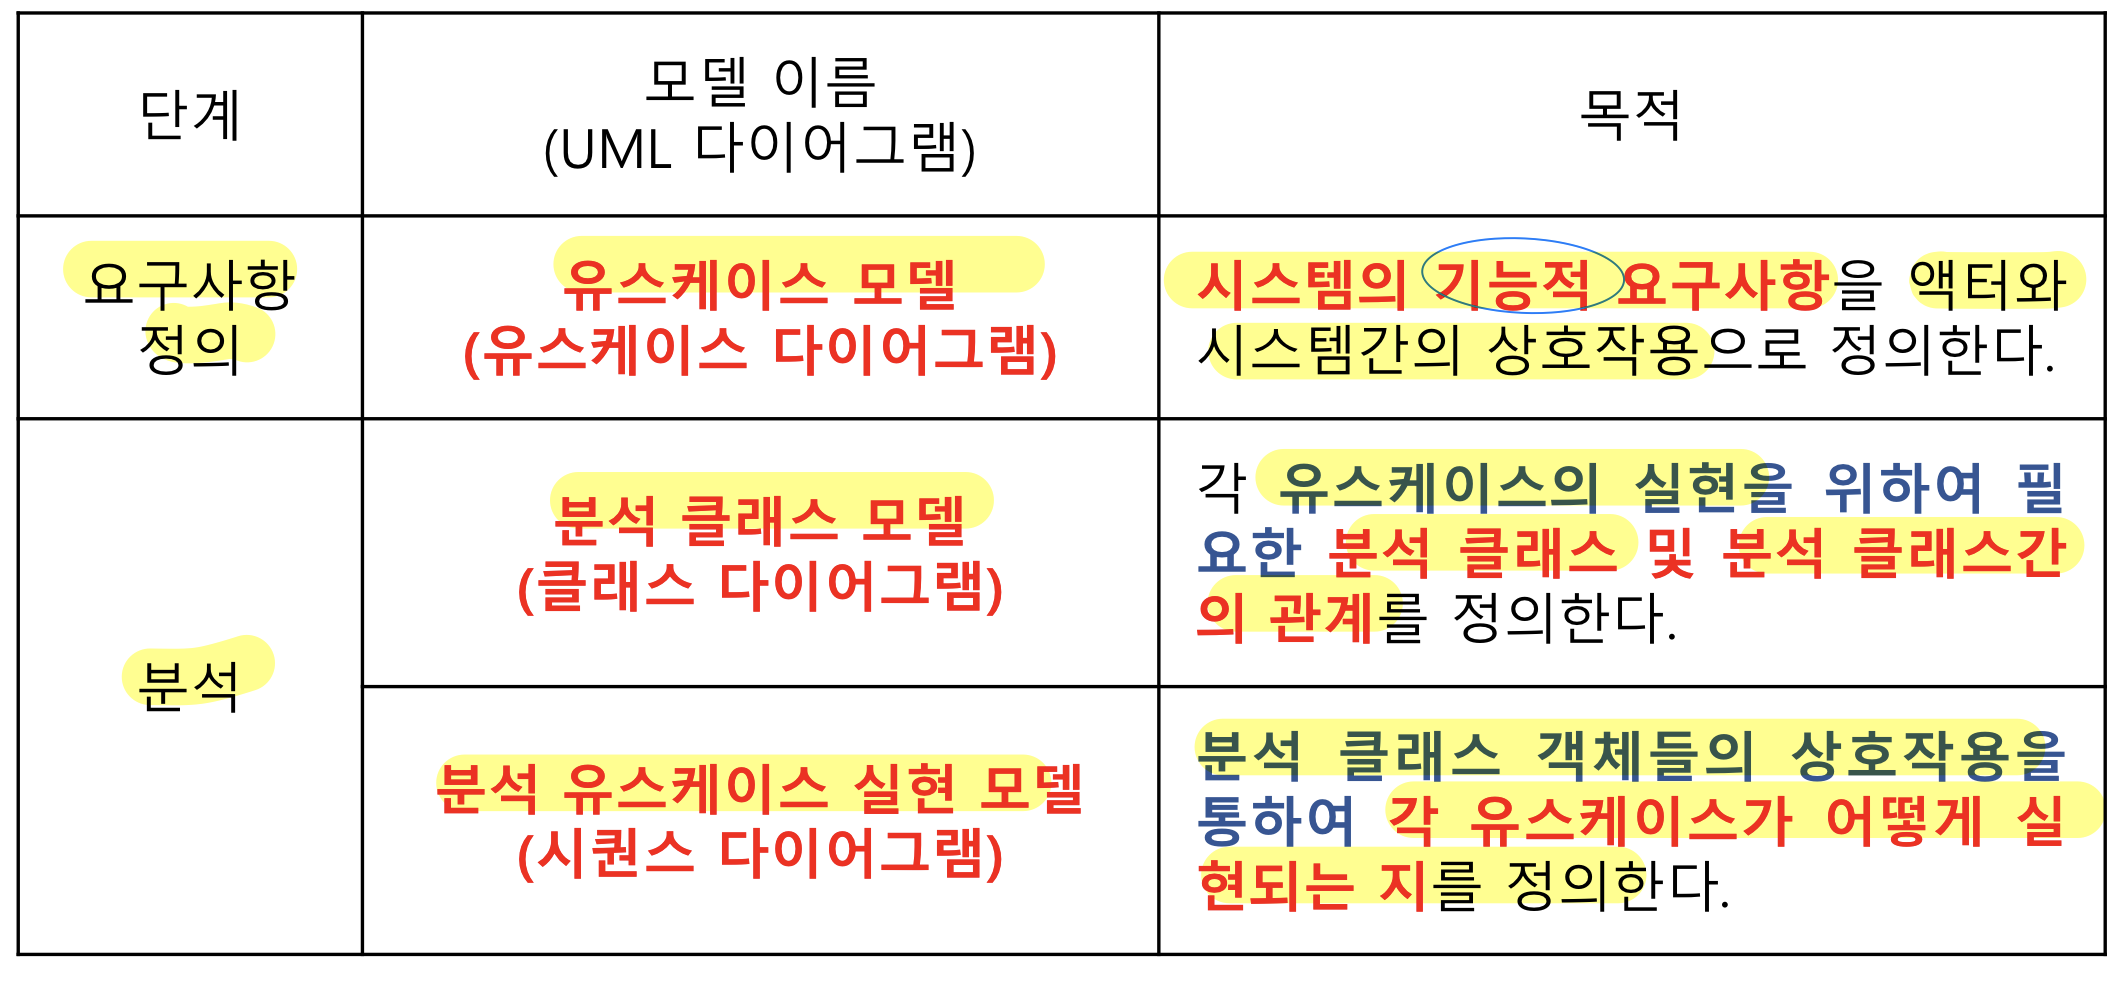 단계
모델 이름
(UML 다이어그램)
목적
요구사항
정의
유스케이스 모델
(유스케이스 다이어그램)
시스템의 기능적 요구사항을 액터와
시스템간의 상호작용으로 정의한다.
분석
분석 클래스 모델
(클래스 다이어그램)
각 유스케이스의 실현을 위하여 필
요한 분석 클래스 및 분석 클래스간
의 관계를 정의한다.
분석 유스케이스 실현 모델
(시퀀스 다이어그램)
분석 클래스 객체들의 상호작용을
통하여 각 유스케이스가 어떻게 실
현되는 지를 정의한다.